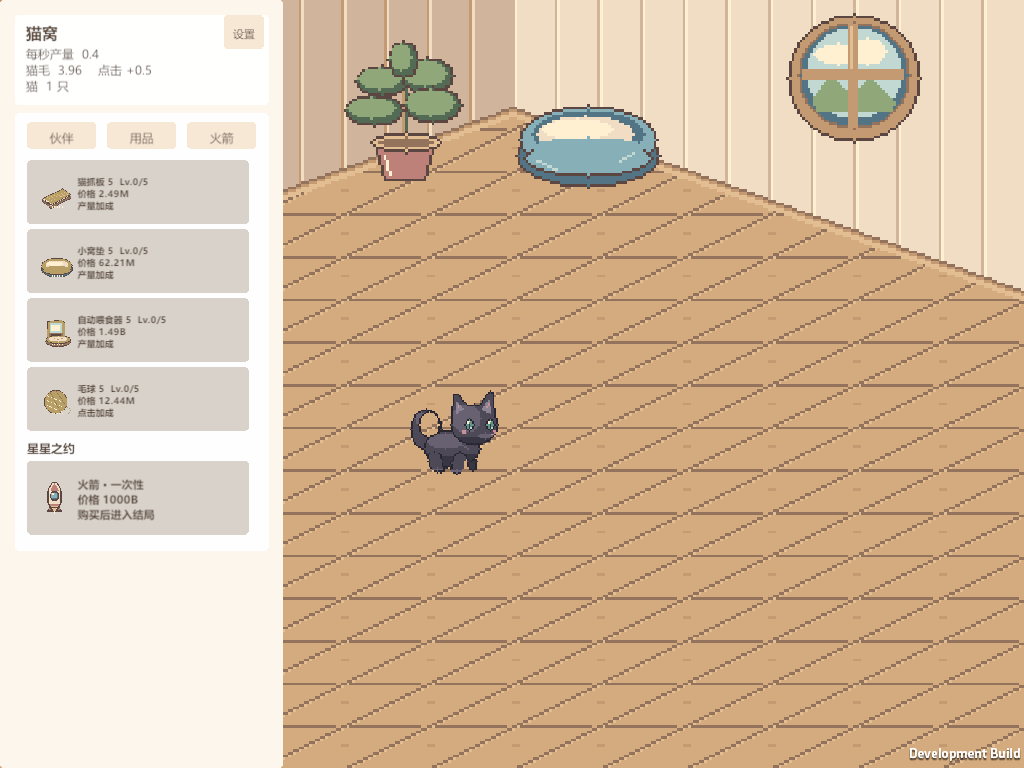 猫窝
设置
每秒产量 0.4
猫毛 3.96 点击 +0.5
猫 1 只
伙伴
用品
火箭
猫抓板 5 Lv.0/5
价格 2.49M
产量加成
小窝垫 5 Lv.0/5
价格 62.21M
产量加成
自动喂食器 5 Lv.0/5
价格 1.49B
产量加成
毛球 5 Lv.0/5
价格 12.44M
点击加成
星星之约
火箭·一次性
价格 1000B
购买后进入结局
Development Build